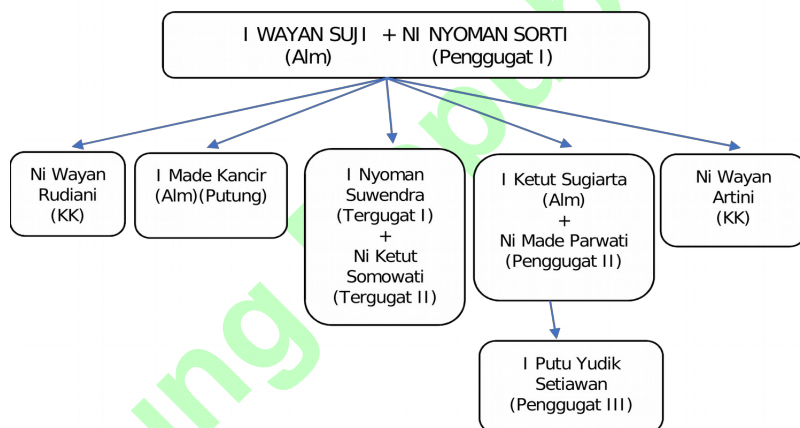 I WAYAN SUJI + NI NYOMAN SORTI
(Alm) (Penggugat I)
Ni Wayan
Rudiani
(KK)
I Made Kancir
(Alm)(Putung)
I Nyoman
Suwendra
(Tergugat I)
+
Ni Ketut
Somowati
(Tergugat II)
I Ketut Sugiarta
(Alm)
+
Ni Made Parwati
(Penggugat II)
Ni Wayan
Artini
(KK)
I Putu Yudik
Setiawan
(Penggugat III)